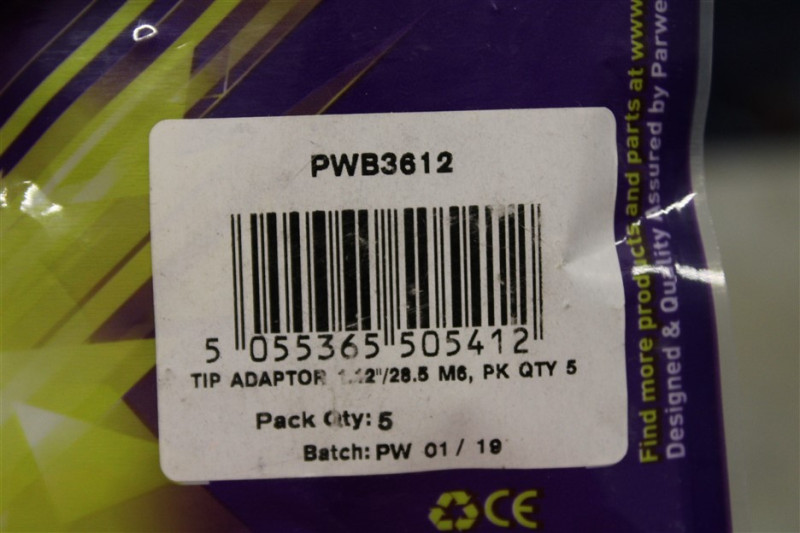 PWB3612
5 055365 505412
TIP ADAPTOR 1.12"/28.5 M6, PK QTY 5
Pack Qty: 5
Batch: PW 01 / 19
CE
Find more products and parts at www.
Designed & Quality Assured by Parwe